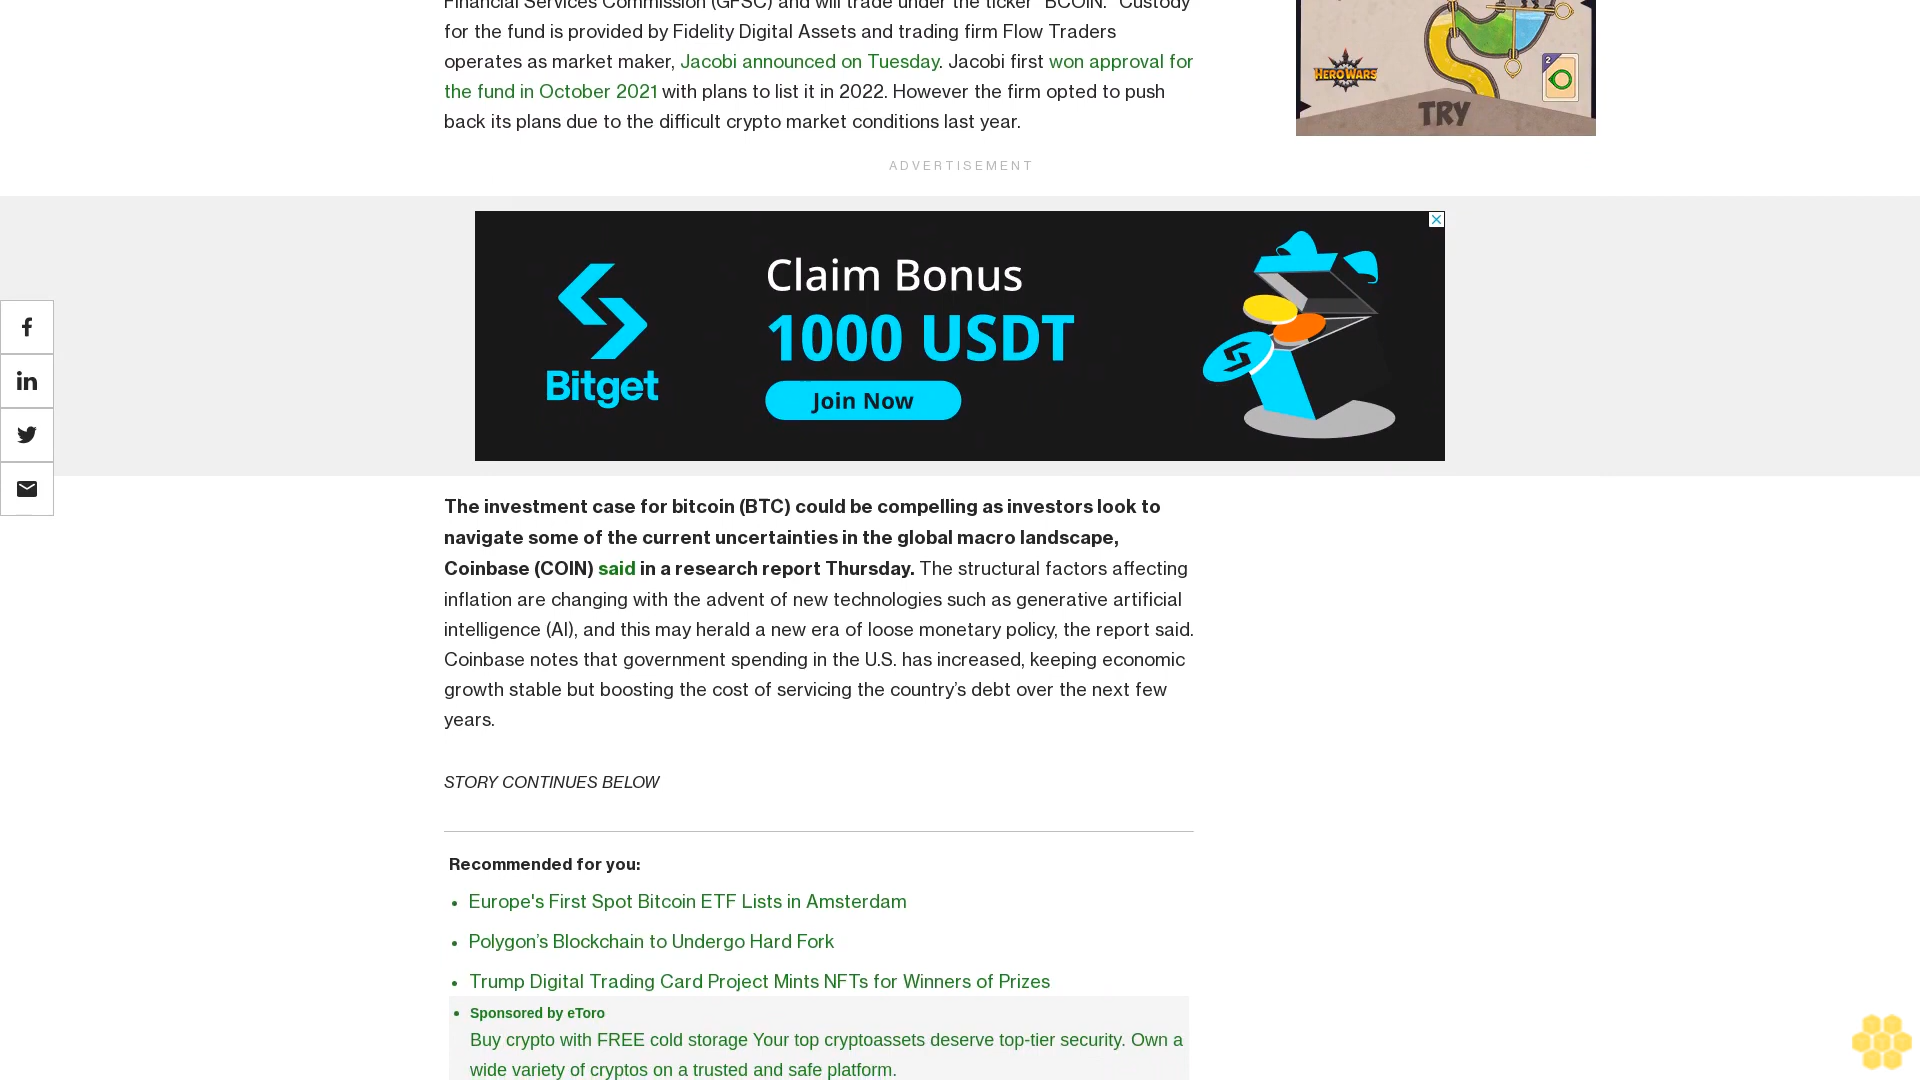 Financial Services Commission (GFSC) and will trade under the ticker "BCOIN." Custody
for the fund is provided by Fidelity Digital Assets and trading firm Flow Traders
operates as market maker, Jacobi announced on Tuesday. Jacobi first won approval for
the fund in October 2021 with plans to list it in 2022. However the firm opted to push
back its plans due to the difficult crypto market conditions last year.
HERO WARS
2
TRY
ADVERTISEMENT
Claim Bonus
1000 USDT
Bitget
Join Now
The investment case for bitcoin (BTC) could be compelling as investors look to
navigate some of the current uncertainties in the global macro landscape,
Coinbase (COIN) said in a research report Thursday. The structural factors affecting
inflation are changing with the advent of new technologies such as generative artificial
intelligence (AI), and this may herald a new era of loose monetary policy, the report said.
Coinbase notes that government spending in the U.S. has increased, keeping economic
growth stable but boosting the cost of servicing the country’s debt over the next few
years.
STORY CONTINUES BELOW
Recommended for you:
• Europe's First Spot Bitcoin ETF Lists in Amsterdam
• Polygon’s Blockchain to Undergo Hard Fork
• Trump Digital Trading Card Project Mints NFTs for Winners of Prizes
• Sponsored by eToro
Buy crypto with FREE cold storage Your top cryptoassets deserve top-tier security. Own a
wide variety of cryptos on a trusted and safe platform.